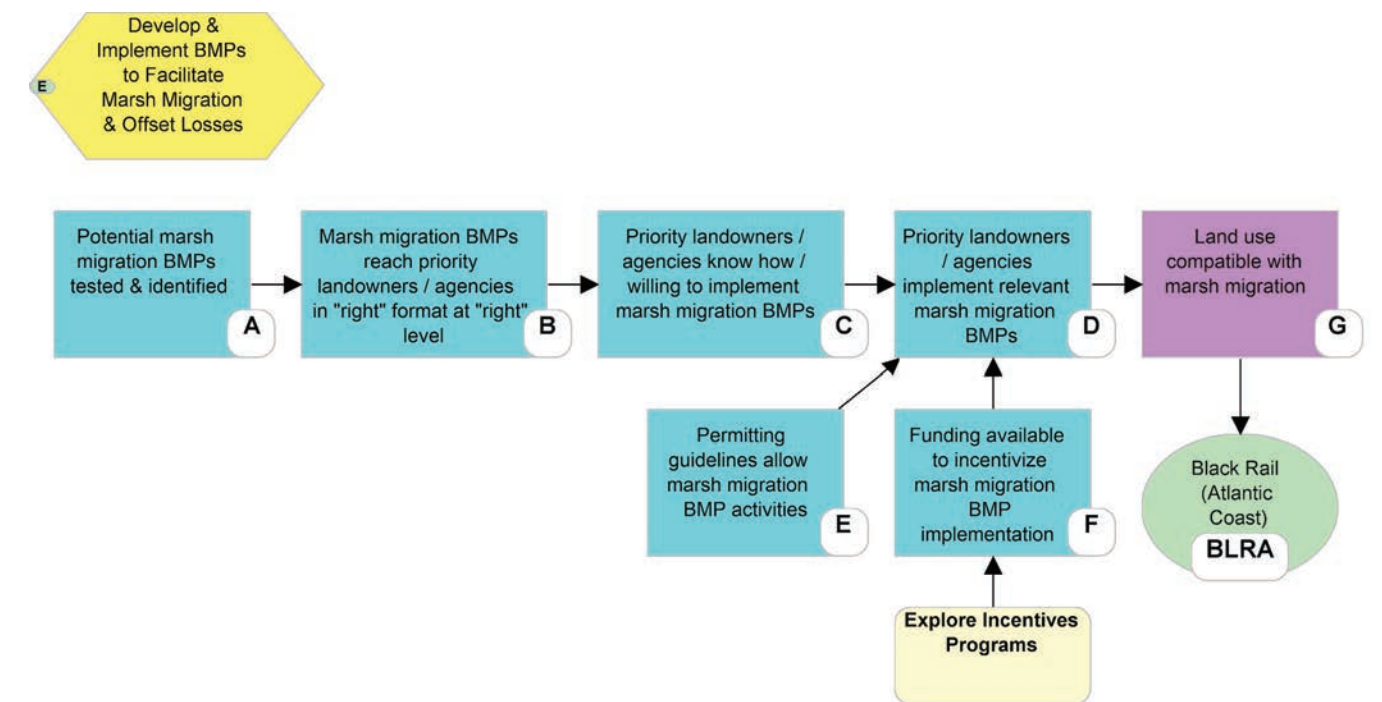 Develop &
Implement BMPs
to Facilitate
Marsh Migration
& Offset Losses
E
Potential marsh
migration BMPs
tested & identified
A
Marsh migration BMPs
reach priority
landowners / agencies
in "right" format at "right"
level
B
Priority landowners /
agencies know how /
willing to implement
marsh migration BMPs
C
Priority landowners
/ agencies
implement relevant
marsh migration
BMPs
D
Land use
compatible with
marsh migration
G
Permitting
guidelines allow
marsh migration
BMP activities
E
Funding available
to incentivize
marsh migration
BMP
implementation
F
Black Rail
(Atlantic
Coast)
BLRA
Explore Incentives
Programs